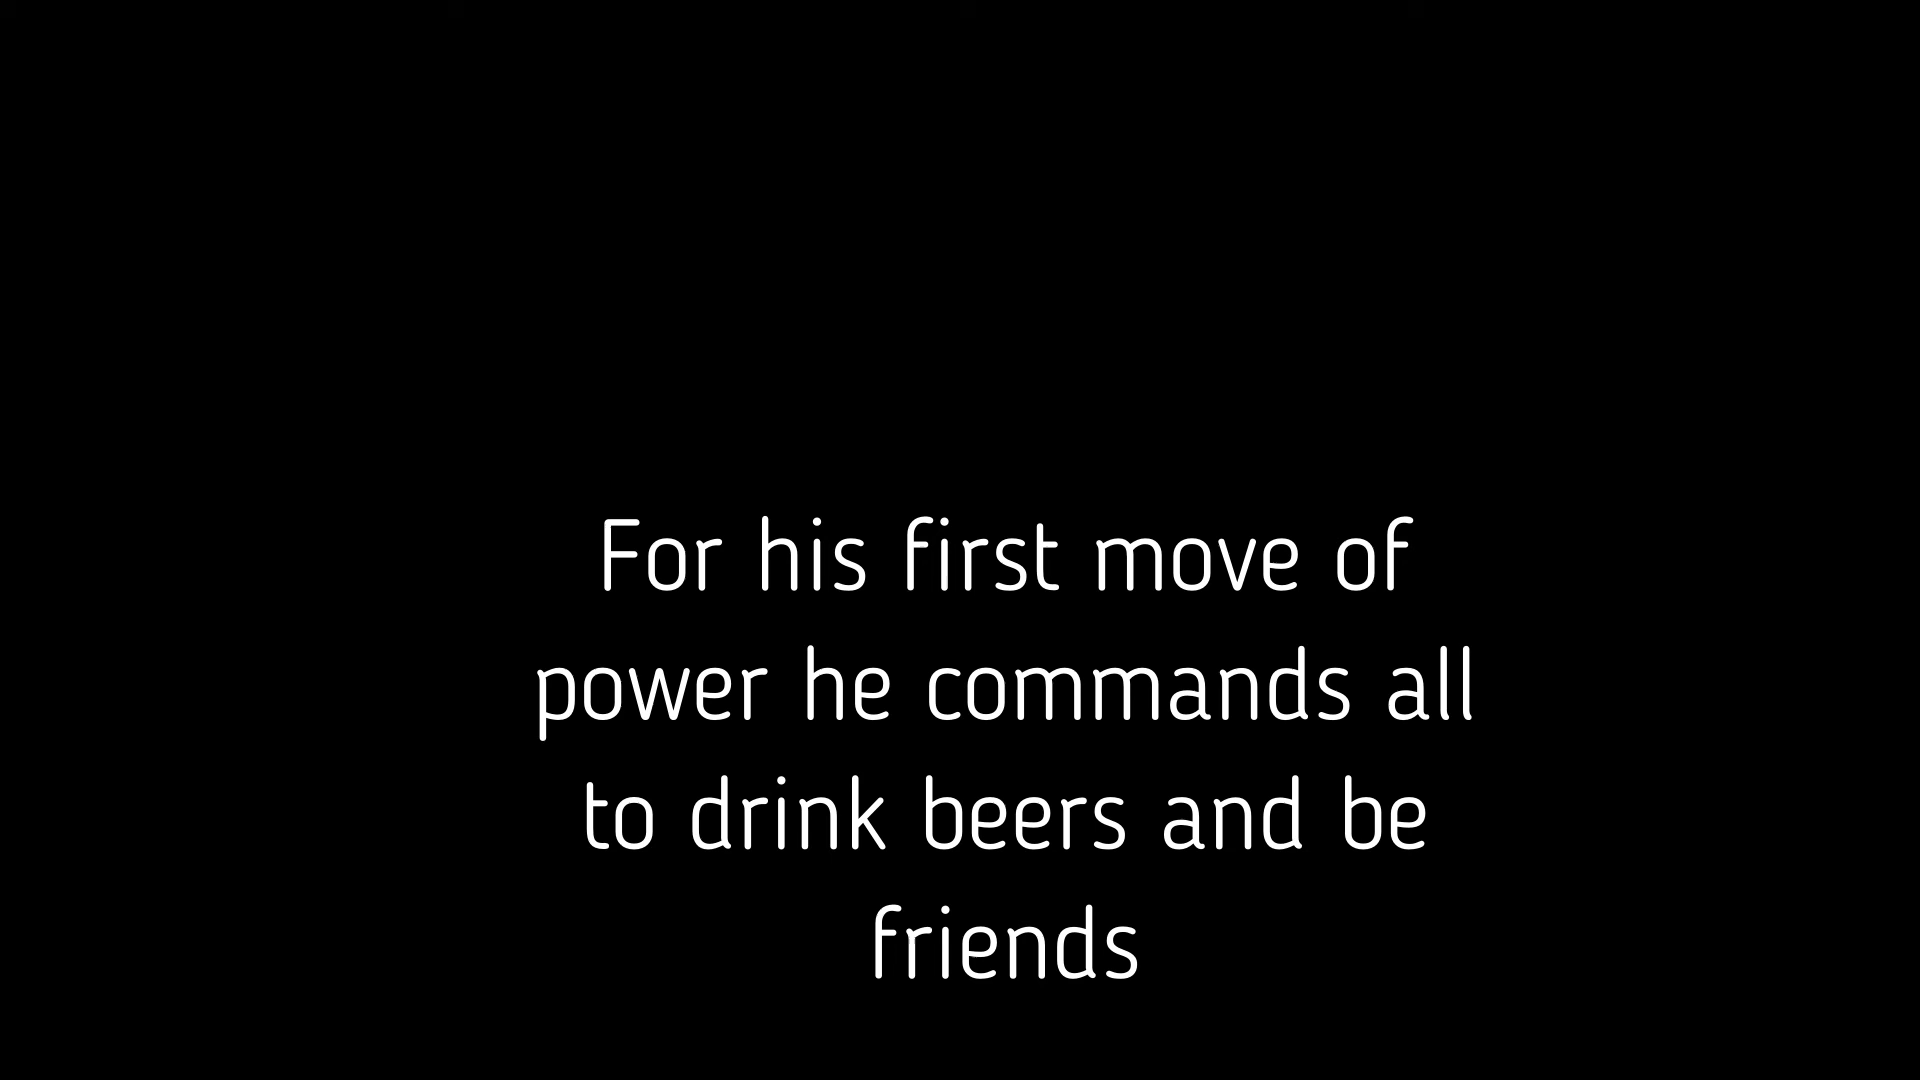 For his first move of
power he commands all
to drink beers and be
friends